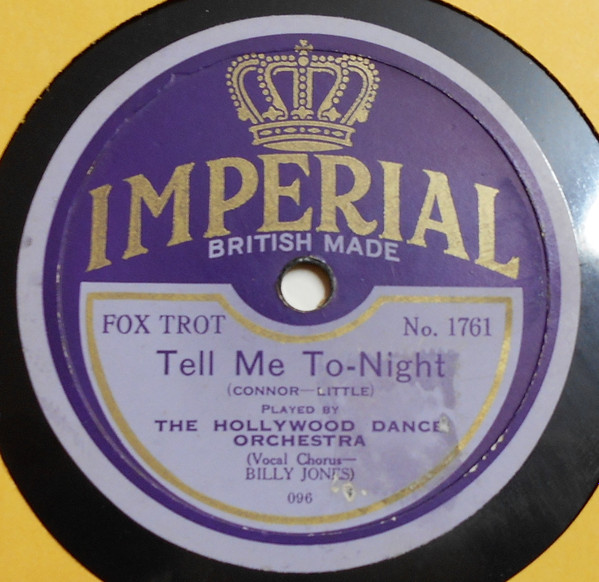 IMPERIAL
BRITISH MADE
FOX TROT No. 1761
Tell Me To-Night
(CONNOR—LITTLE)
PLAYED BY
THE HOLLYWOOD DANCE
ORCHESTRA
(Vocal Chorus—
BILLY JONES)
096